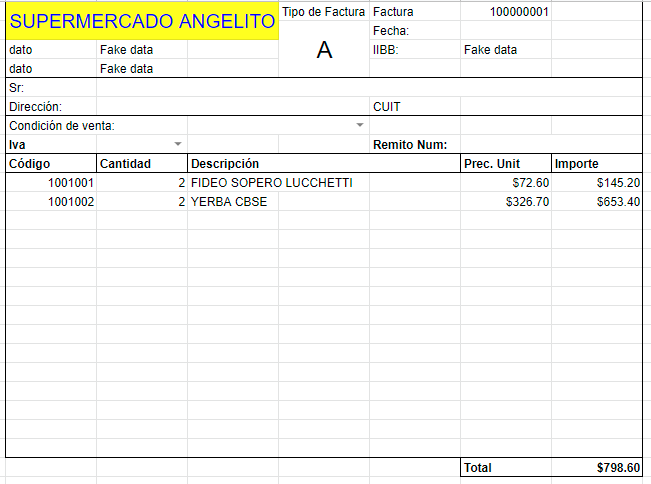 SUPERMERCADO ANGELITO Tipo de Factura Factura 100000001
Fecha:
dato Fake data A IIBB: Fake data
dato Fake data
Sr:
Dirección: CUIT
Condición de venta:
Iva Remito Num:
Código Cantidad Descripción Prec. Unit Importe
1001001 2 FIDEO SOPERO LUCCHETTI $72.60 $145.20
1001002 2 YERBA CBSE $326.70 $653.40
Total $798.60